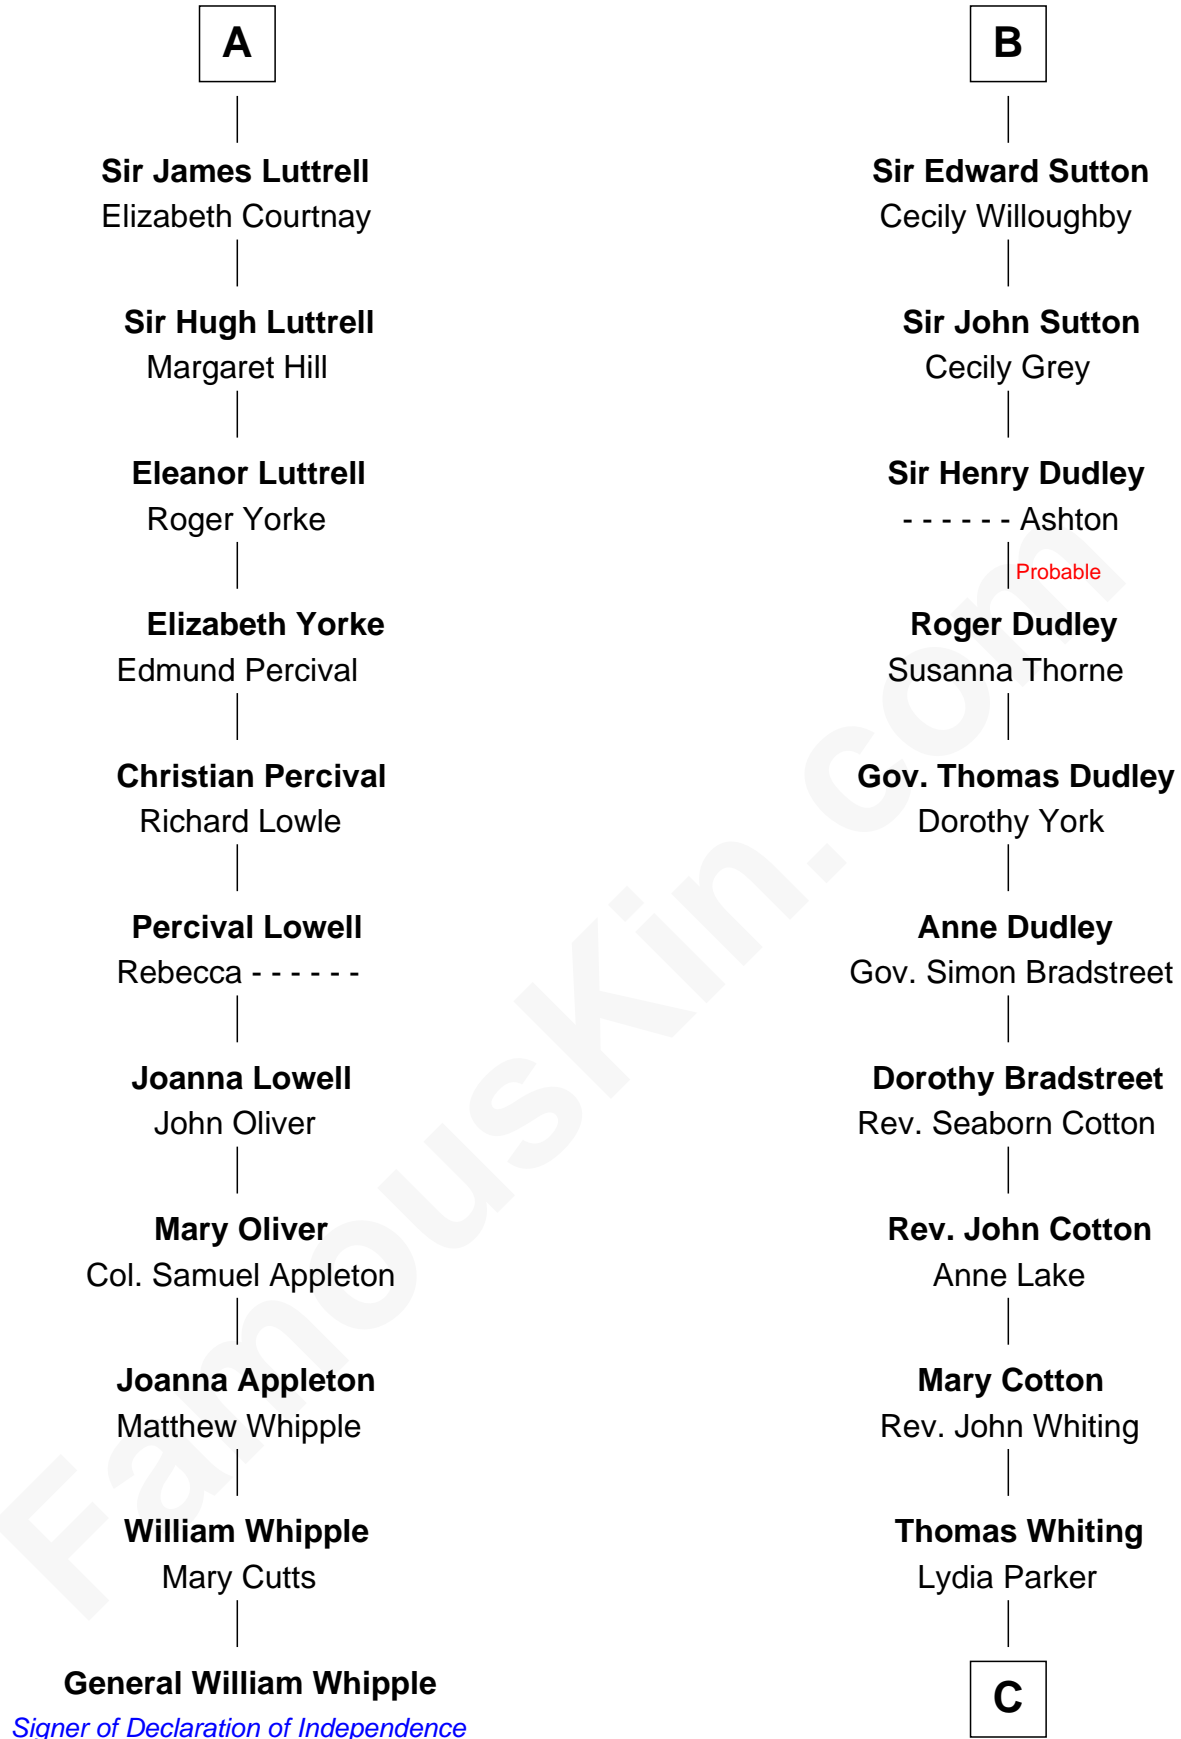 A
Sir James Luttrell
Elizabeth Courtnay
Sir Hugh Luttrell
Margaret Hill
Eleanor Luttrell
Roger Yorke
Elizabeth Yorke
Edmund Percival
Christian Percival
Richard Lowle
Percival Lowell
Rebecca - - - - - -
Joanna Lowell
John Oliver
Mary Oliver
Col. Samuel Appleton
Joanna Appleton
Matthew Whipple
William Whipple
Mary Cutts
General William Whipple
Signer of Declaration of Independence
B
Sir Edward Sutton
Cecily Willoughby
Sir John Sutton
Cecily Grey
Sir Henry Dudley
- - - - - - Ashton
Probable
Roger Dudley
Susanna Thorne
Gov. Thomas Dudley
Dorothy York
Anne Dudley
Gov. Simon Bradstreet
Dorothy Bradstreet
Rev. Seaborn Cotton
Rev. John Cotton
Anne Lake
Mary Cotton
Rev. John Whiting
Thomas Whiting
Lydia Parker
C
FamousKin.com